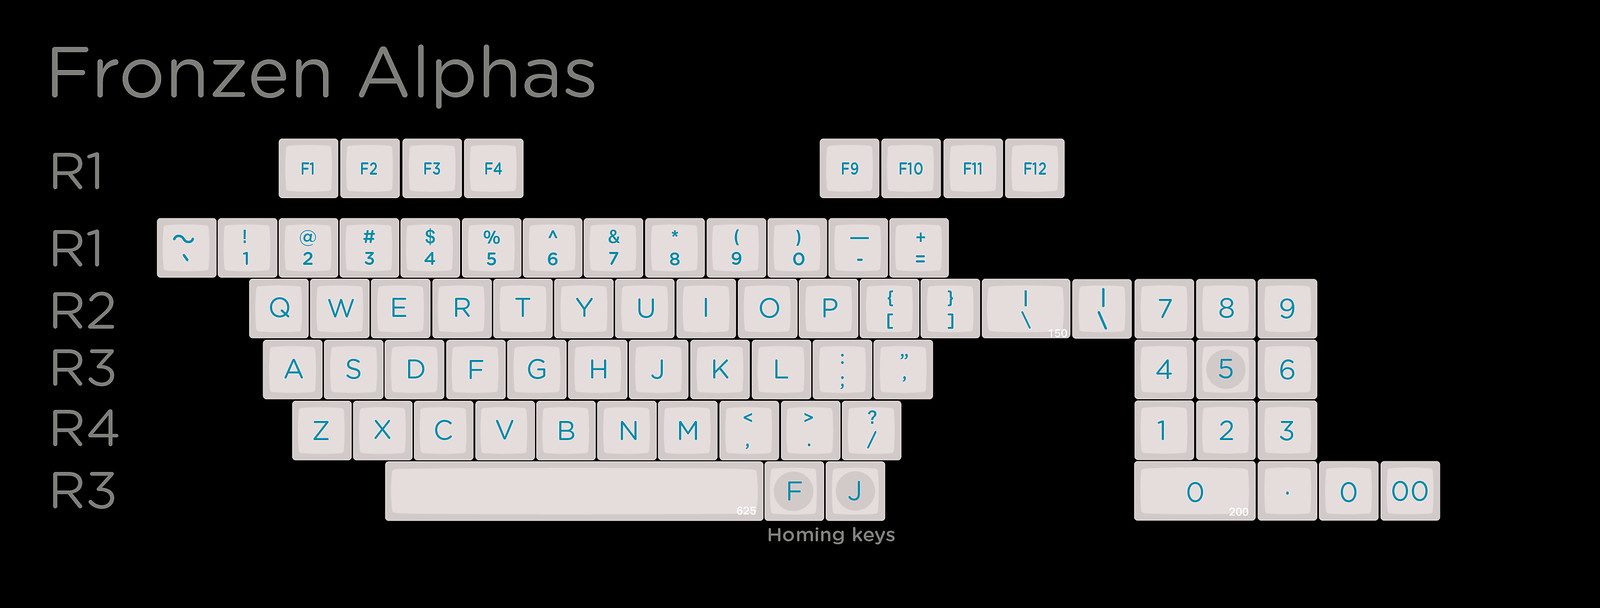 Fronzen Alphas
R1 F1 F2 F3 F4 F9 F10 F11 F12
R1 ~ ! @ # $ % ^ & * ( ) — +
` 1 2 3 4 5 6 7 8 9 0 - =
R2 Q W E R T Y U I O P { } | | 7 8 9
[ ] \ \
150
R3 A S D F G H J K L : ” 4 5 6
; ’
R4 Z X C V B N M < > ? 1 2 3
, . /
R3 F J 0 . 0 00
625 200
Homing keys